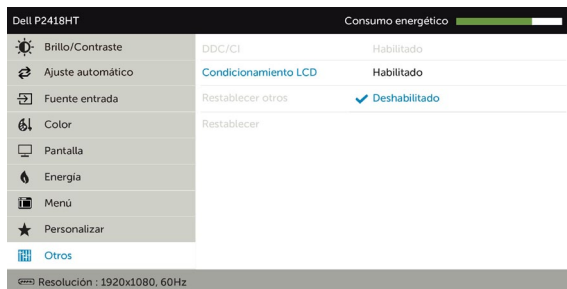 Dell P2418HT Consumo energético
Brillo/Contraste DDC/CI Habilitado
Ajuste automático Condicionamiento LCD Habilitado
Fuente entrada Restablecer otros Deshabilitado
Color Restablecer
Pantalla
Energía
Menú
Personalizar
Otros
Resolución : 1920x1080, 60Hz